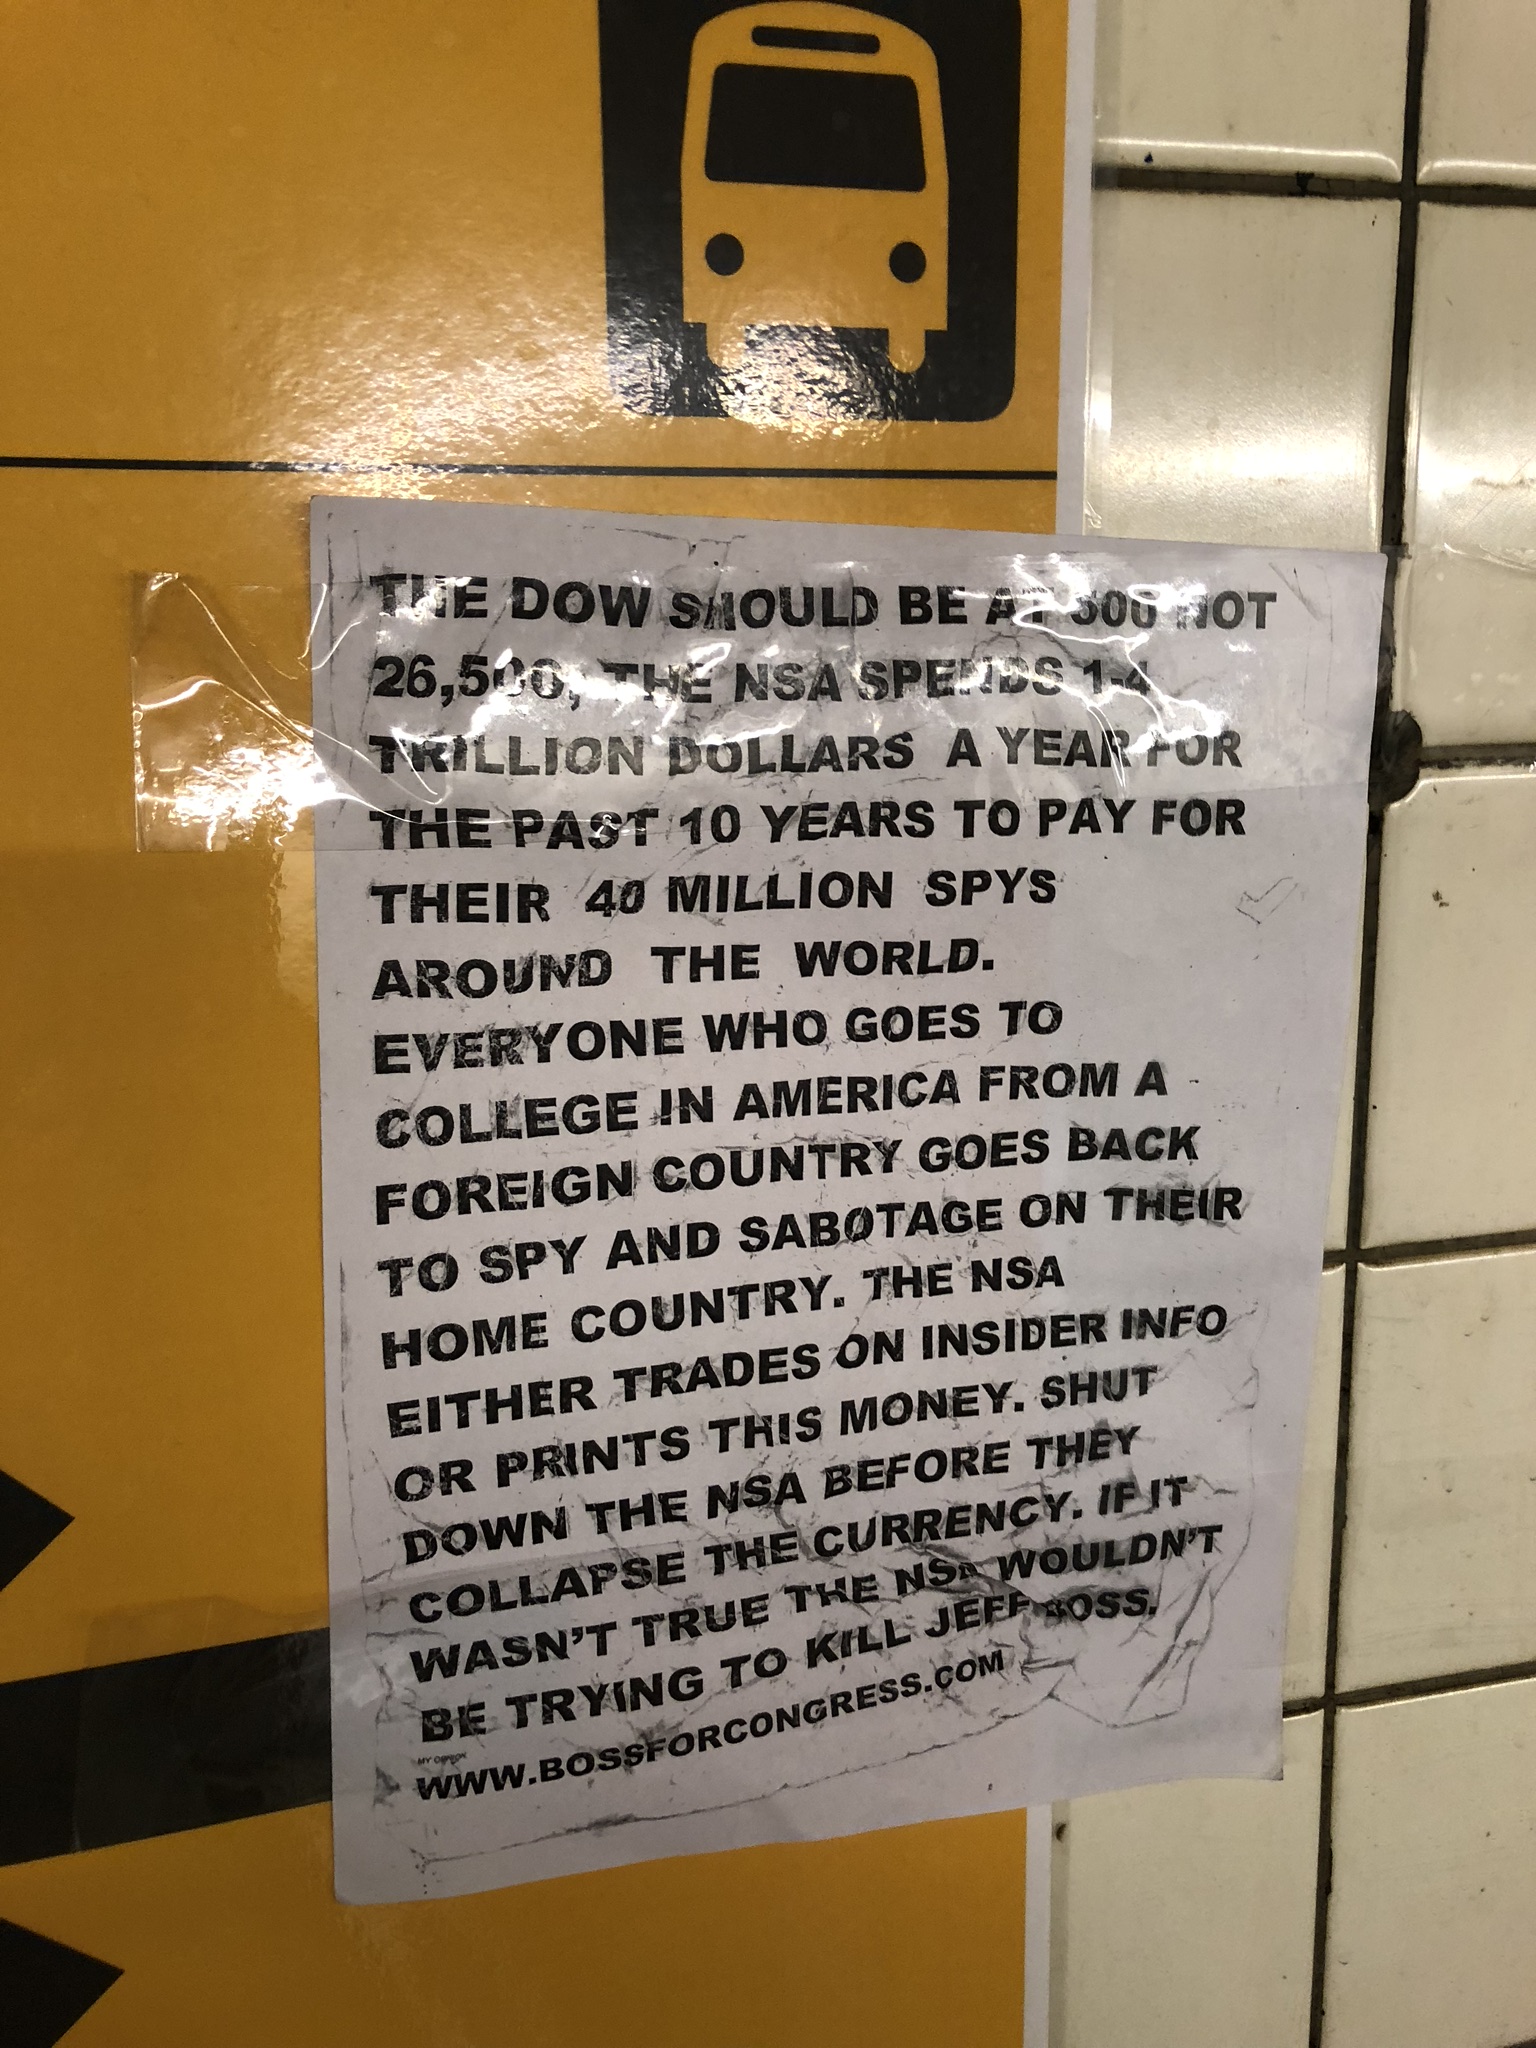 THE DOW SHOULD BE AT 500 NOT
26,500, THE NSA SPENDS 1-4
TRILLION DOLLARS A YEAR FOR
THE PAST 10 YEARS TO PAY FOR
THEIR 40 MILLION SPYS
AROUND THE WORLD.
EVERYONE WHO GOES TO
COLLEGE IN AMERICA FROM A
FOREIGN COUNTRY GOES BACK
TO SPY AND SABOTAGE ON THEIR
HOME COUNTRY. THE NSA
EITHER TRADES ON INSIDER INFO
OR PRINTS THIS MONEY. SHUT
DOWN THE NSA BEFORE THEY
COLLAPSE THE CURRENCY. IF IT
WASN'T TRUE THE NSA WOULDN'T
BE TRYING TO KILL JEFF BOSS.
WWW.BOSSFORCONGRESS.COM